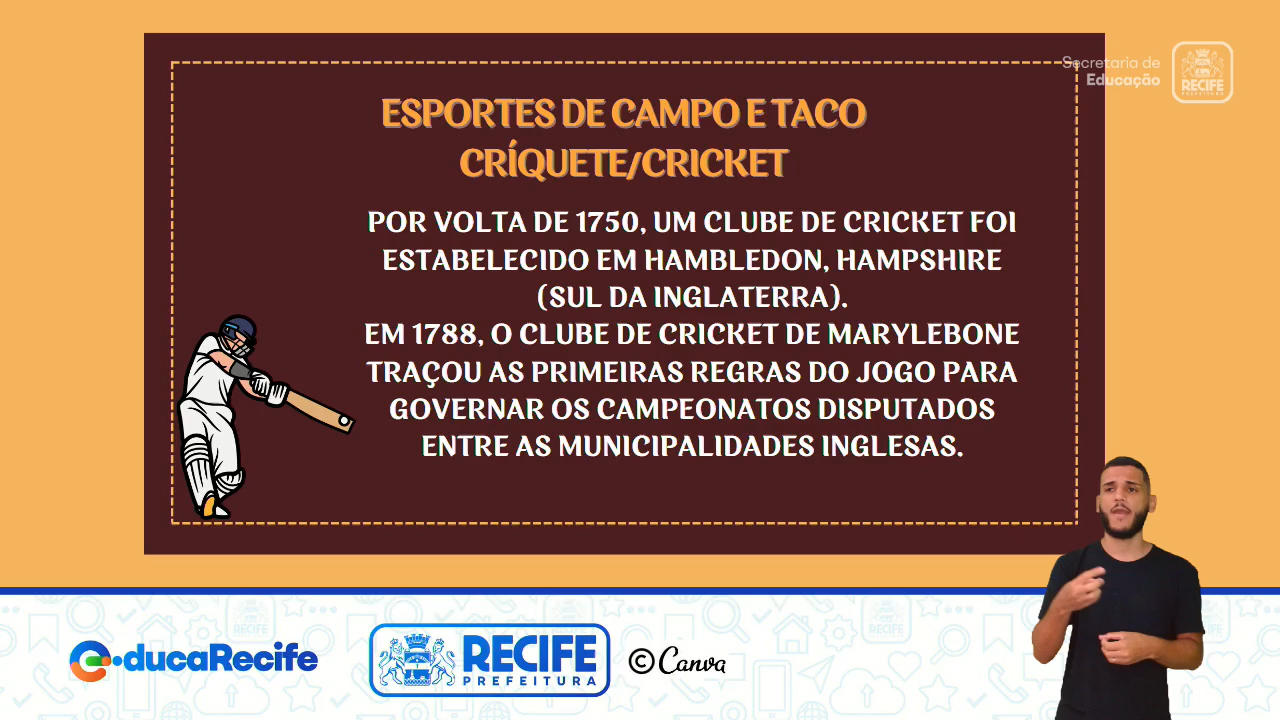 Secretaria de
Educação
RECIFE
PREFEITURA
ESPORTES DE CAMPO E TACO
CRÍQUETE/CRICKET
POR VOLTA DE 1750, UM CLUBE DE CRICKET FOI
ESTABELECIDO EM HAMBLEDON, HAMPSHIRE
(SUL DA INGLATERRA).
EM 1788, O CLUBE DE CRICKET DE MARYLEBONE
TRAÇOU AS PRIMEIRAS REGRAS DO JOGO PARA
GOVERNAR OS CAMPEONATOS DISPUTADOS
ENTRE AS MUNICIPALIDADES INGLESAS.
educaRecife
RECIFE
PREFEITURA
© Canva